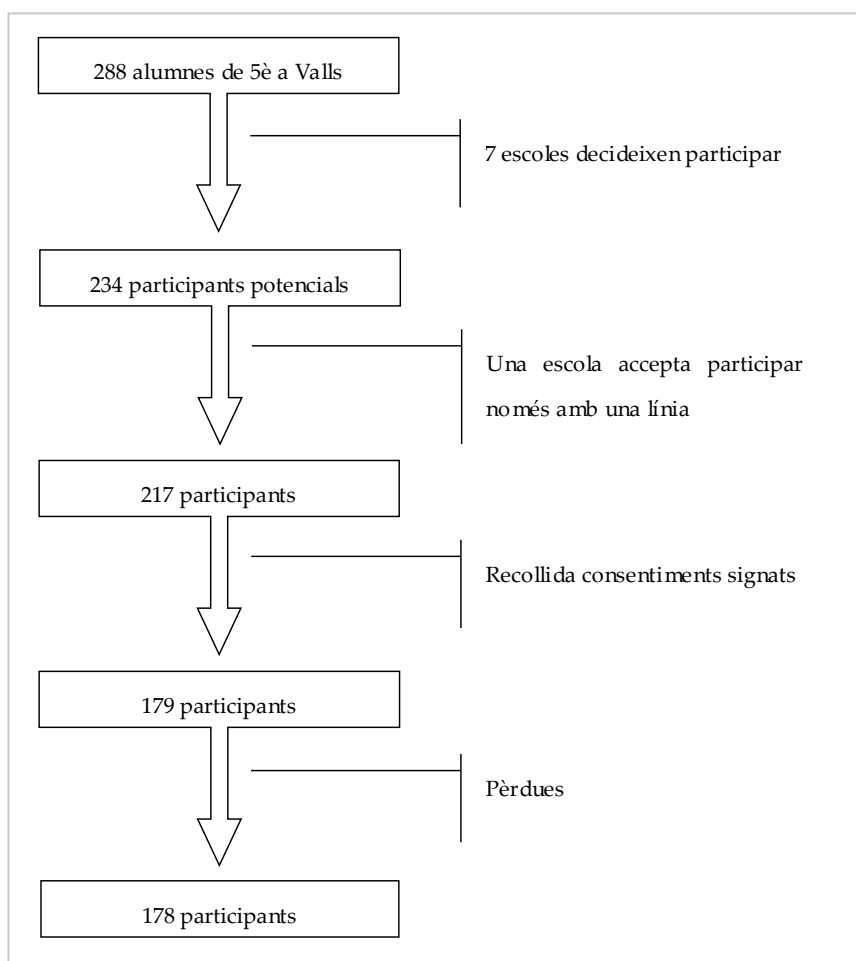 288 alumnes de 5è a Valls
7 escoles decideixen participar
234 participants potencials
Una escola accepta participar
només amb una línia
217 participants
Recollida consentiments signats
179 participants
Pèrdues
178 participants